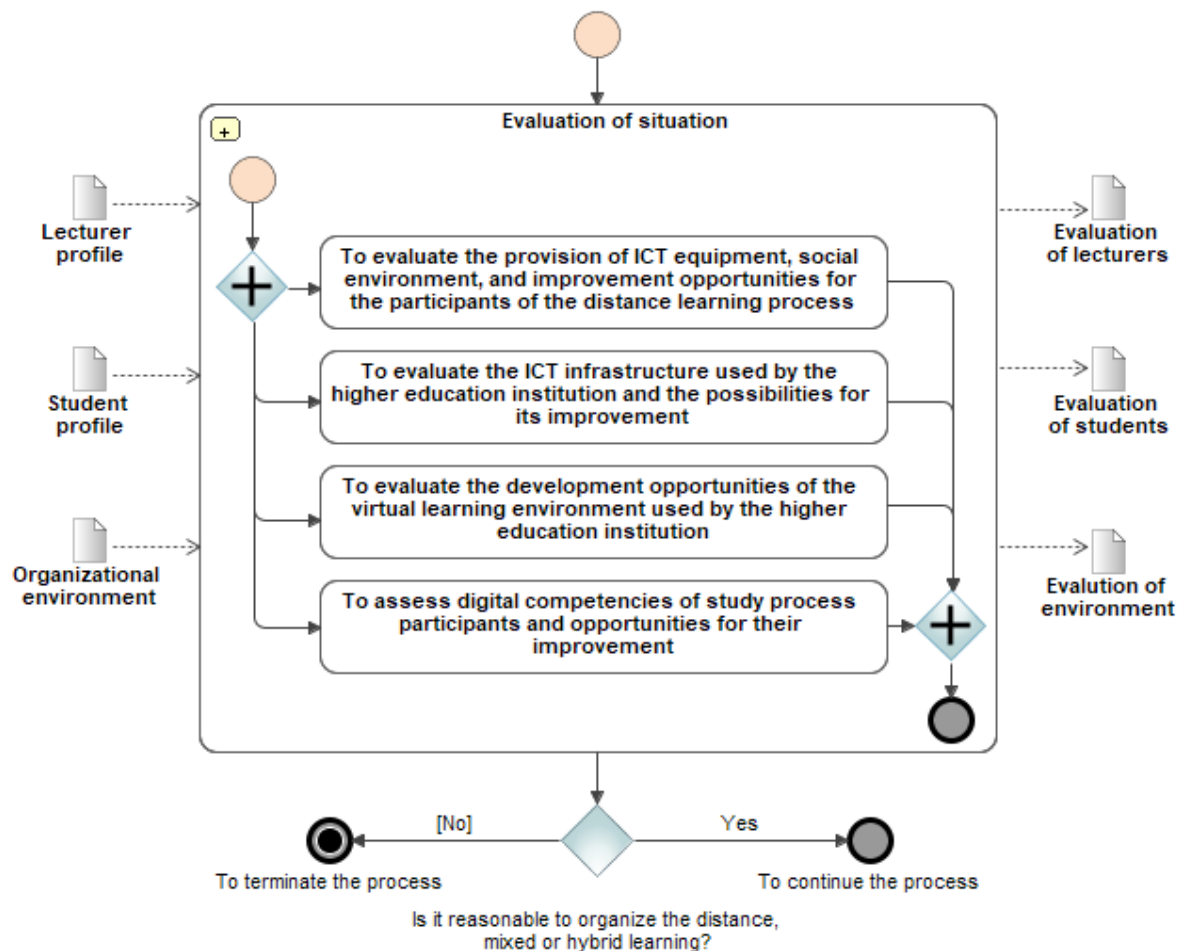 Evaluation of situation
+
Lecturer
profile
Student
profile
Organizational
environment
To evaluate the provision of ICT equipment, social
environment, and improvement opportunities for
the participants of the distance learning process
To evaluate the ICT infrastructure used by the
higher education institution and the possibilities for
its improvement
To evaluate the development opportunities of the
virtual learning environment used by the higher
education institution
To assess digital competencies of study process
participants and opportunities for their
improvement
Evaluation
of lecturers
Evaluation
of students
Evalution of
environment
[No]
Yes
To terminate the process
To continue the process
Is it reasonable to organize the distance,
mixed or hybrid learning?